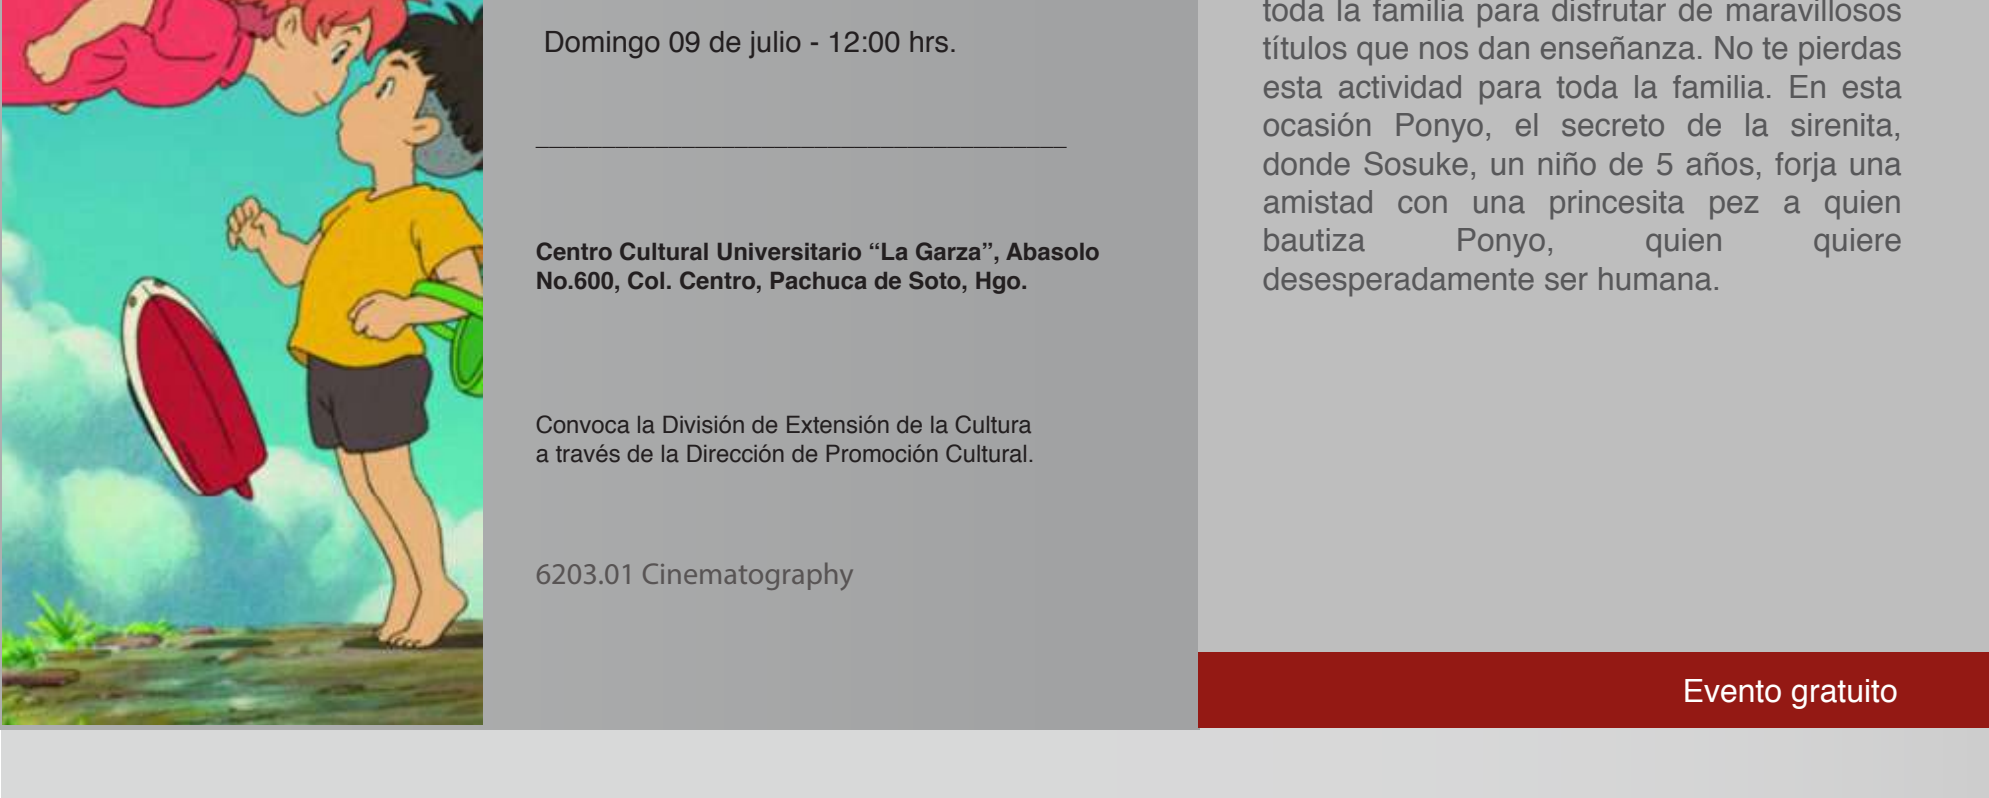 Domingo 09 de julio - 12:00 hrs.
Centro Cultural Universitario “La Garza”, Abasolo
No.600, Col. Centro, Pachuca de Soto, Hgo.
Convoca la División de Extensión de la Cultura
a través de la Dirección de Promoción Cultural.
6203.01 Cinematography
toda la familia para disfrutar de maravillosos
títulos que nos dan enseñanza. No te pierdas
esta actividad para toda la familia. En esta
ocasión Ponyo, el secreto de la sirenita,
donde Sosuke, un niño de 5 años, forja una
amistad con una princesita pez a quien
bautiza Ponyo, quien quiere
desesperadamente ser humana.
Evento gratuito